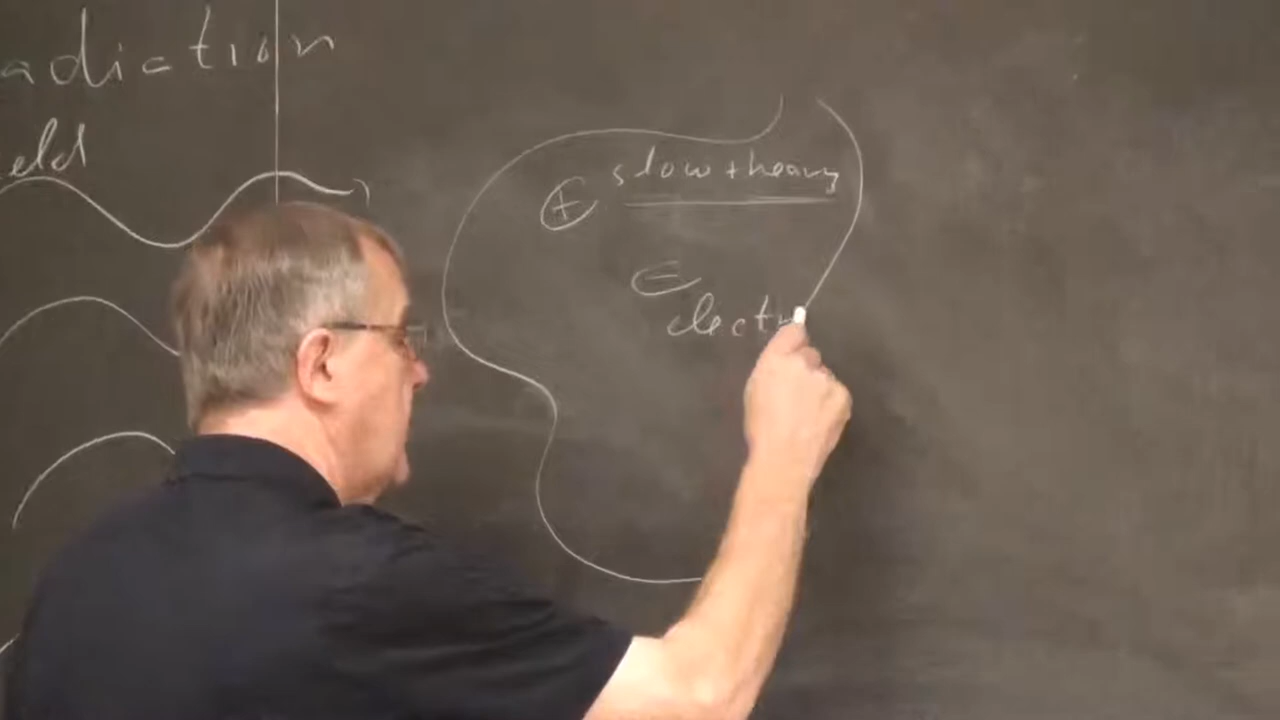 adiation
eld
⊕ slow + heavy
⊖
electr